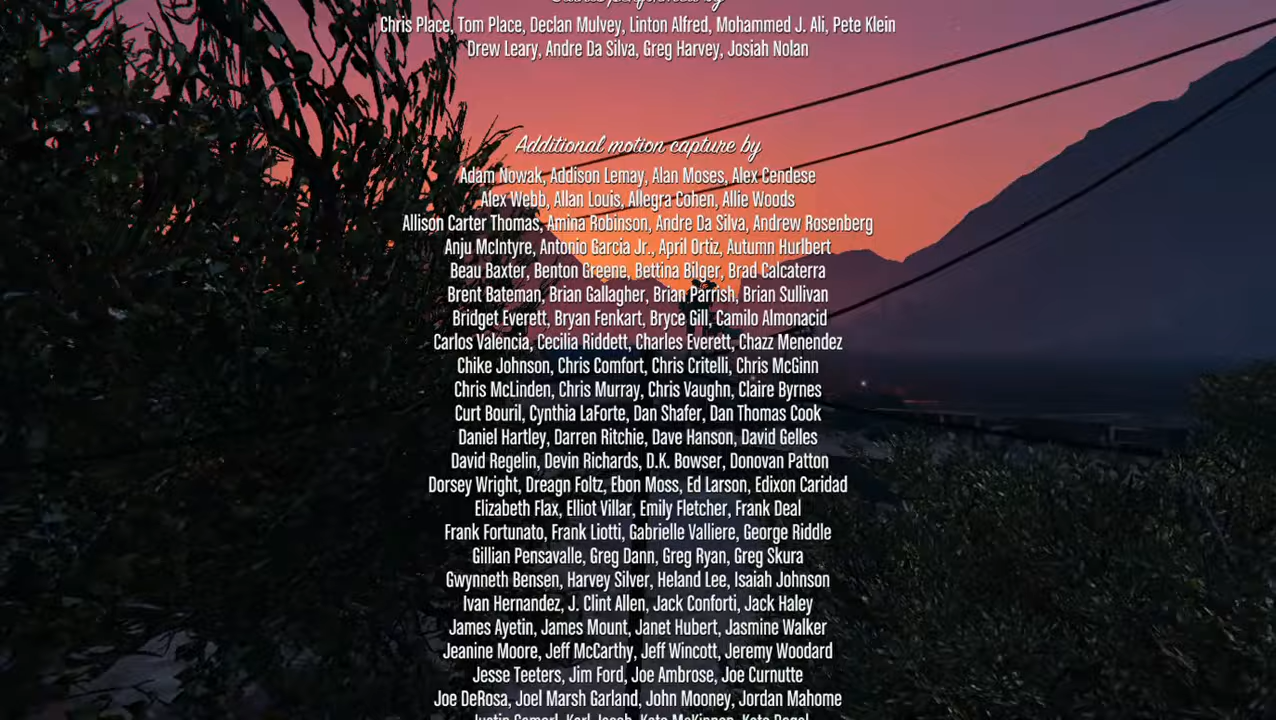 Chris Place, Tom Place, Declan Mulvey, Linton Alfred, Mohammed J. Ali, Pete Klein
Drew Leary, Andre Da Silva, Greg Harvey, Josiah Nolan
Additional motion capture by
Adam Nowak, Addison Lemay, Alan Moses, Alex Cendese
Alex Webb, Allan Louis, Allegra Cohen, Allie Woods
Allison Carter Thomas, Amina Robinson, Andre Da Silva, Andrew Rosenberg
Anju McIntyre, Antonio Garcia Jr., April Ortiz, Autumn Hurlbert
Beau Baxter, Benton Greene, Bettina Bilger, Brad Calcaterra
Brent Bateman, Brian Gallagher, Brian Parrish, Brian Sullivan
Bridget Everett, Bryan Fenkart, Bryce Gill, Camilo Almonacid
Carlos Valencia, Cecilia Riddett, Charles Everett, Chazz Menendez
Chike Johnson, Chris Comfort, Chris Critelli, Chris McGinn
Chris McLinden, Chris Murray, Chris Vaughn, Claire Byrnes
Curt Bouril, Cynthia LaForte, Dan Shafer, Dan Thomas Cook
Daniel Hartley, Darren Ritchie, Dave Hanson, David Gelles
David Regelin, Devin Richards, D.K. Bowser, Donovan Patton
Dorsey Wright, Dreagn Foltz, Ebon Moss, Ed Larson, Edixon Caridad
Elizabeth Flax, Elliot Villar, Emily Fletcher, Frank Deal
Frank Fortunato, Frank Liotti, Gabrielle Valliere, George Riddle
Gillian Pensavalle, Greg Dann, Greg Ryan, Greg Skura
Gwynneth Bensen, Harvey Silver, Heland Lee, Isaiah Johnson
Ivan Hernandez, J. Clint Allen, Jack Conforti, Jack Haley
James Ayetin, James Mount, Janet Hubert, Jasmine Walker
Jeanine Moore, Jeff McCarthy, Jeff Wincott, Jeremy Woodard
Jesse Teeters, Jim Ford, Joe Ambrose, Joe Curnutte
Joe DeRosa, Joel Marsh Garland, John Mooney, Jordan Mahome